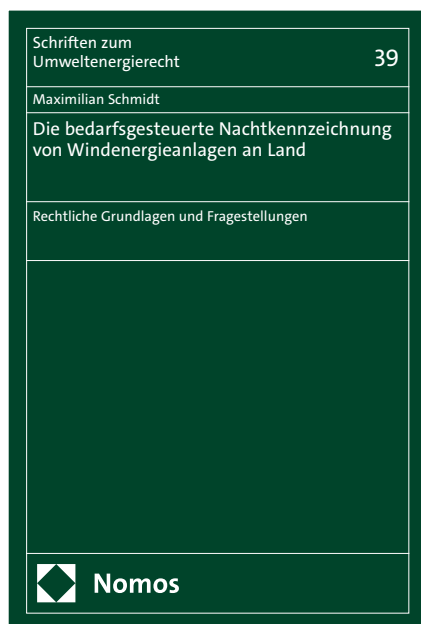 Schriften zum
Umweltenergierecht
39
Maximilian Schmidt
Die bedarfsgesteuerte Nachtkennzeichnung
von Windenergieanlagen an Land
Rechtliche Grundlagen und Fragestellungen
Nomos